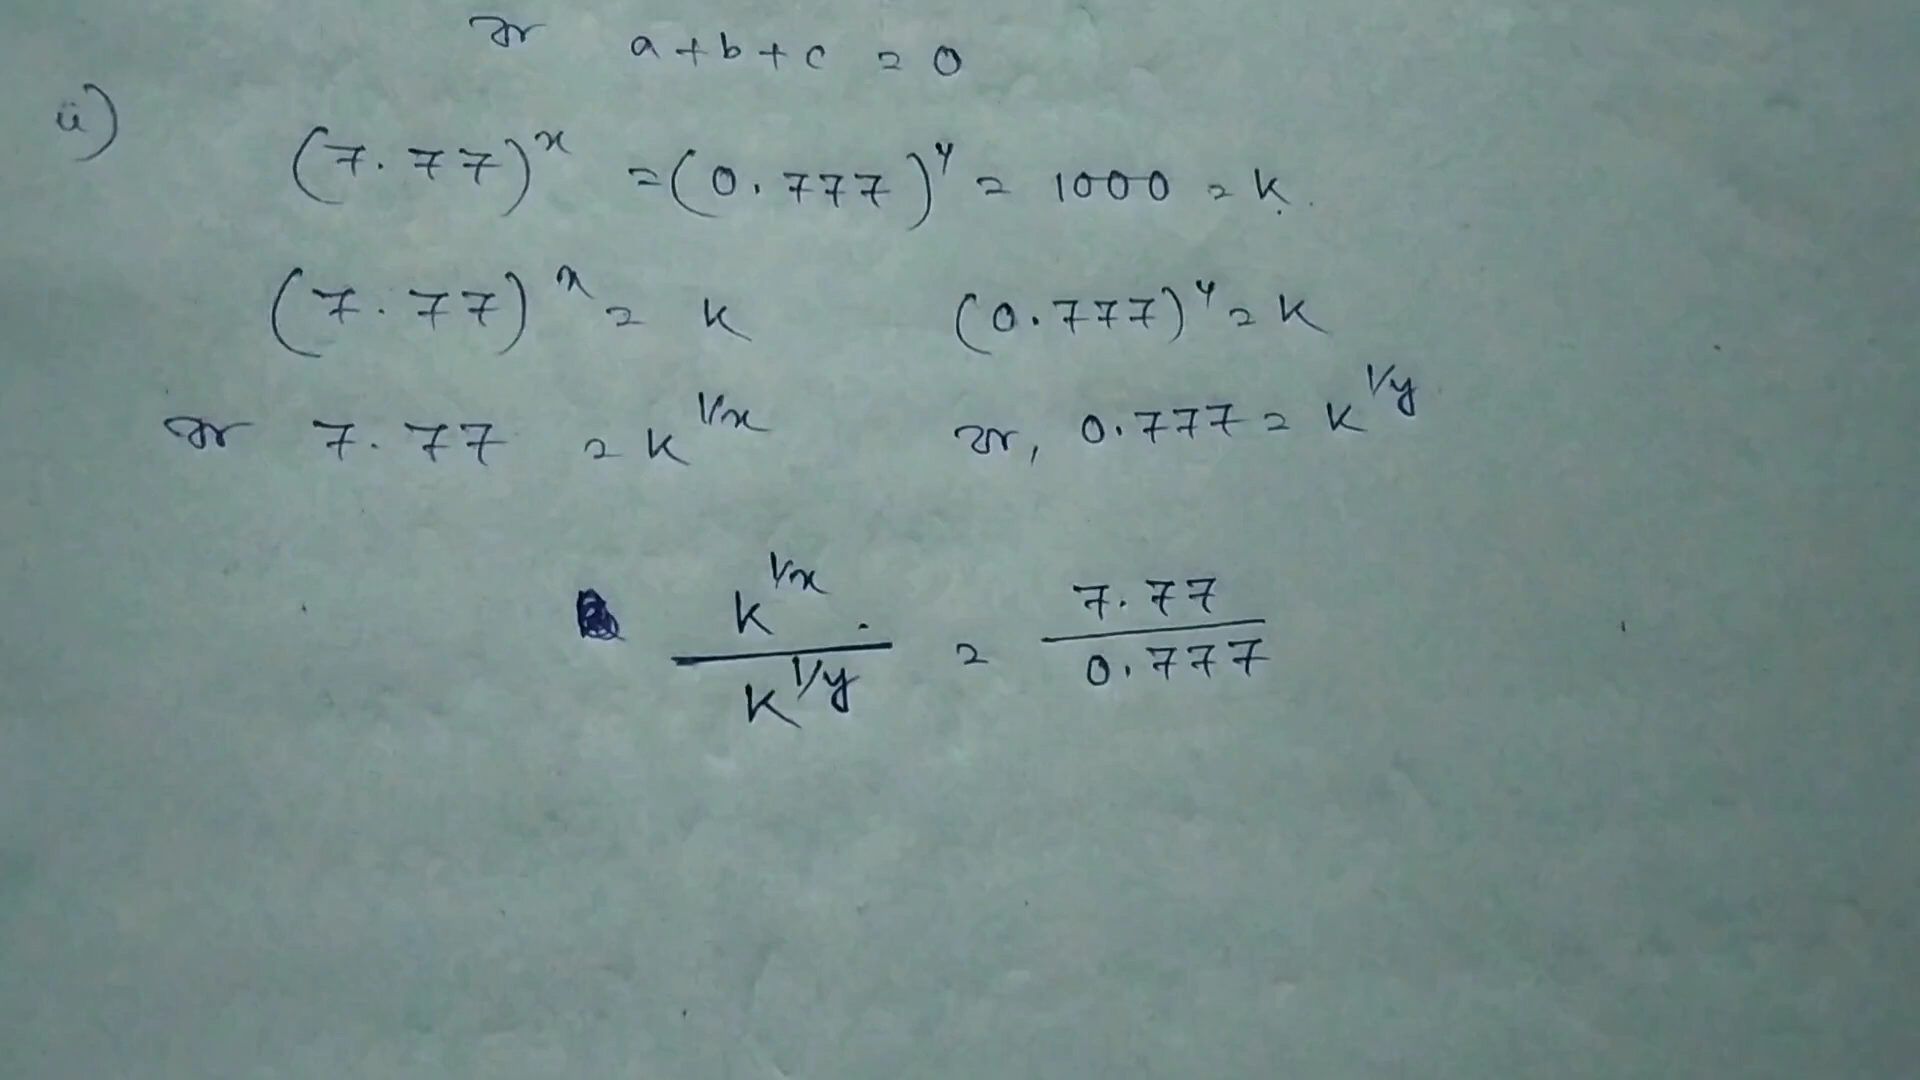 বা a + b + c = 0
ii) (7.77)^x = (0.777)^y = 1000 = k.
(7.77)^x = k (0.777)^y = k
বা 7.77 = k^1/x বা, 0.777 = k^1/y
k^1/x / k^1/y = 7.77 / 0.777